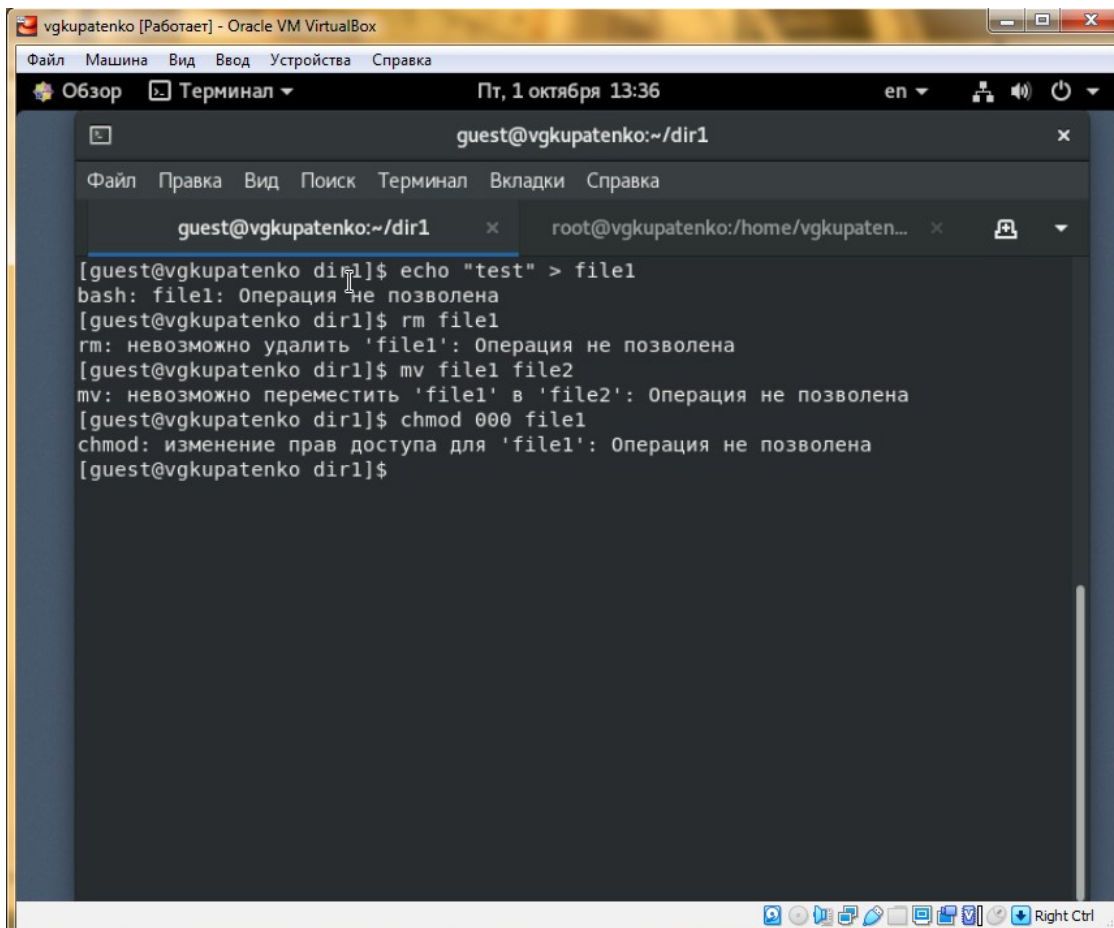 vgkupatenko [Работает] - Oracle VM VirtualBox
Файл Машина Вид Ввод Устройства Справка
Обзор Терминал Пт, 1 октября 13:36 en
guest@vgkupatenko:~/dir1
Файл Правка Вид Поиск Терминал Вкладки Справка
guest@vgkupatenko:~/dir1 root@vgkupatenko:/home/vgkupaten...
[guest@vgkupatenko dir1]$ echo "test" > file1
bash: file1: Операция не позволена
[guest@vgkupatenko dir1]$ rm file1
rm: невозможно удалить 'file1': Операция не позволена
[guest@vgkupatenko dir1]$ mv file1 file2
mv: невозможно переместить 'file1' в 'file2': Операция не позволена
[guest@vgkupatenko dir1]$ chmod 000 file1
chmod: изменение прав доступа для 'file1': Операция не позволена
[guest@vgkupatenko dir1]$
Right Ctrl